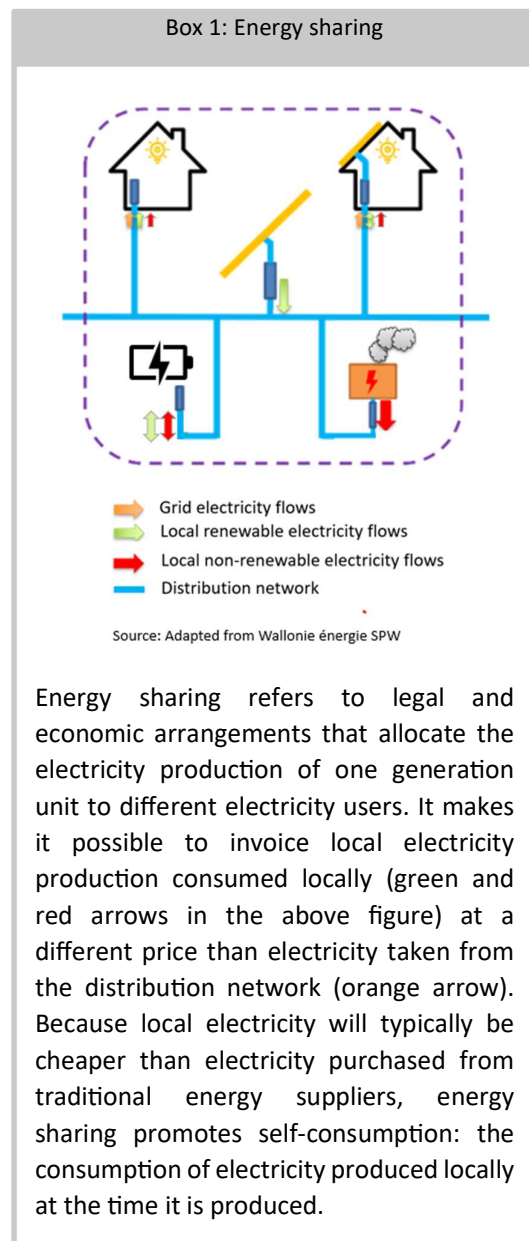 Box 1: Energy sharing
Grid electricity flows
Local renewable electricity flows
Local non-renewable electricity flows
Distribution network
Source: Adapted from Wallonie énergie SPW
Energy sharing refers to legal and
economic arrangements that allocate the
electricity production of one generation
unit to different electricity users. It makes
it possible to invoice local electricity
production consumed locally (green and
red arrows in the above figure) at a
different price than electricity taken from
the distribution network (orange arrow).
Because local electricity will typically be
cheaper than electricity purchased from
traditional energy suppliers, energy
sharing promotes self-consumption: the
consumption of electricity produced locally
at the time it is produced.